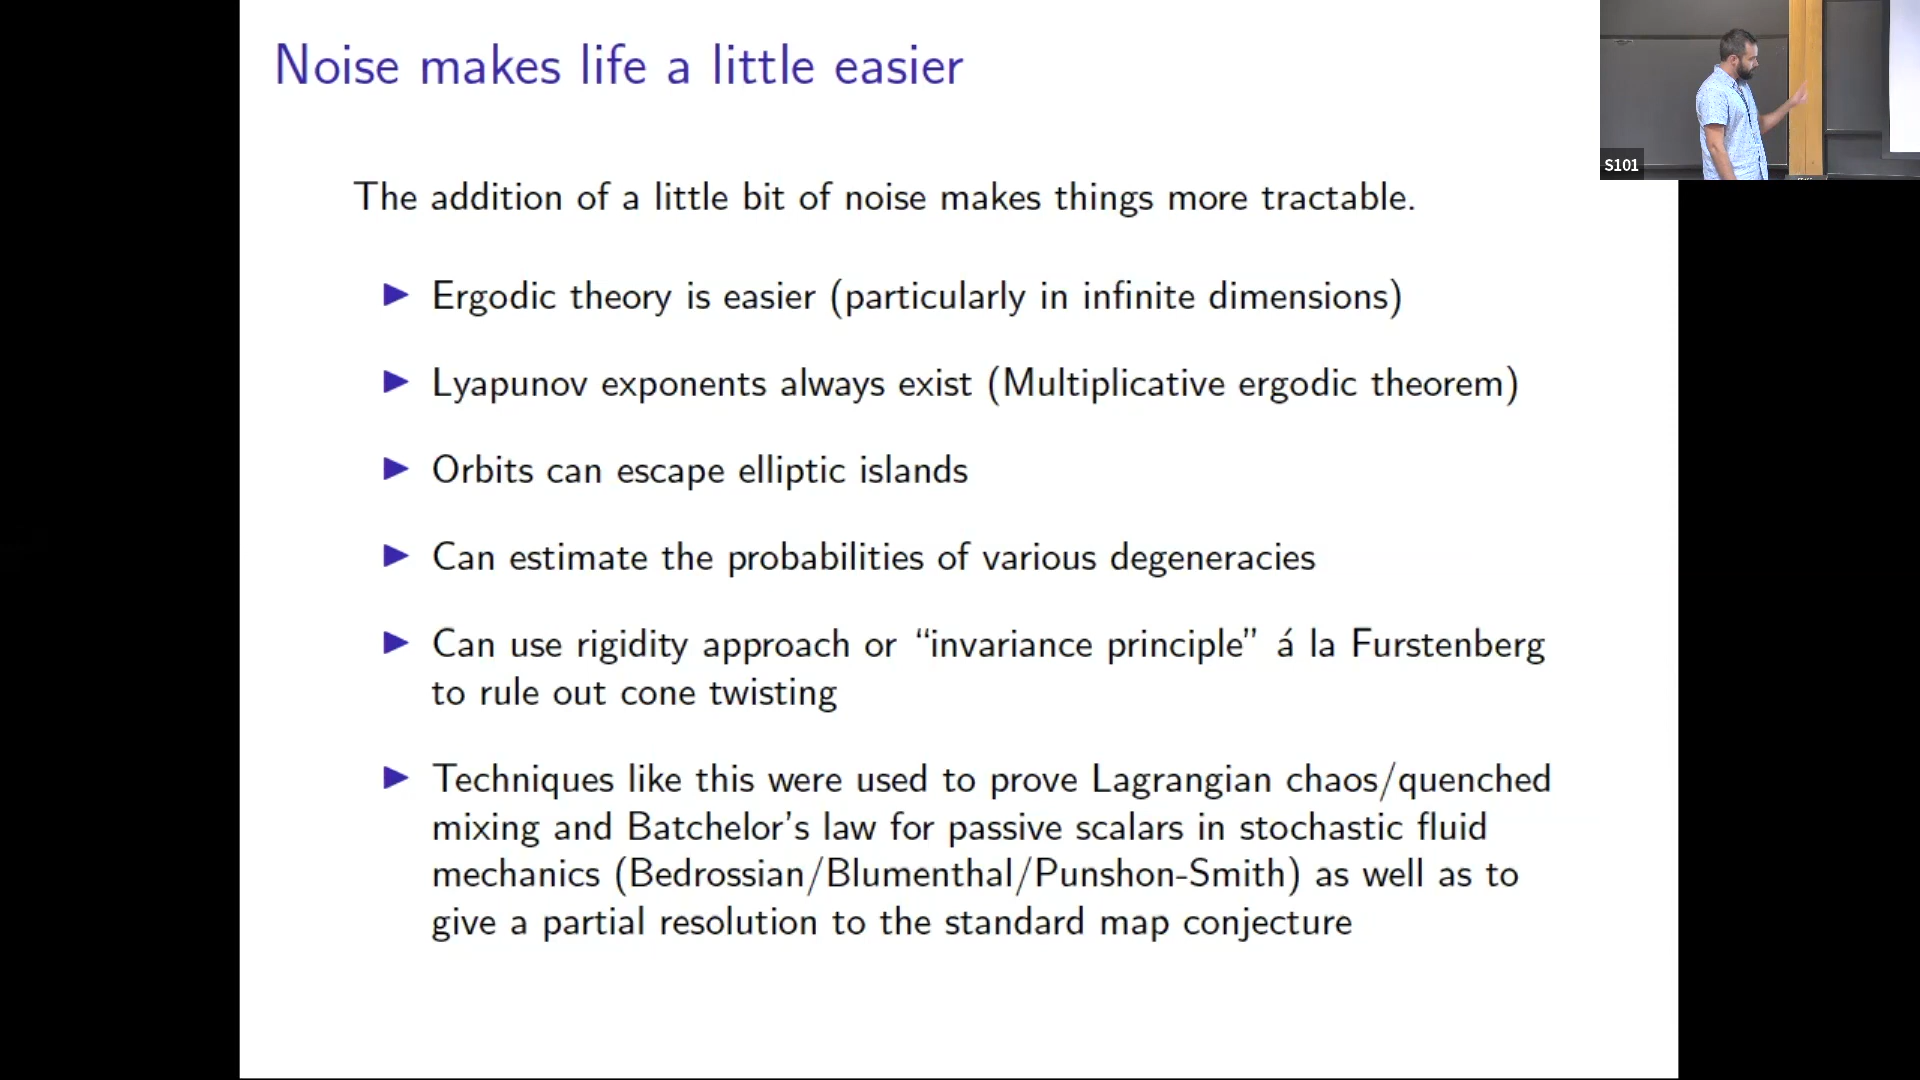 Noise makes life a little easier
S101
The addition of a little bit of noise makes things more tractable.
▶ Ergodic theory is easier (particularly in infinite dimensions)
▶ Lyapunov exponents always exist (Multiplicative ergodic theorem)
▶ Orbits can escape elliptic islands
▶ Can estimate the probabilities of various degeneracies
▶ Can use rigidity approach or “invariance principle” á la Furstenberg
to rule out cone twisting
▶ Techniques like this were used to prove Lagrangian chaos/quenched
mixing and Batchelor’s law for passive scalars in stochastic fluid
mechanics (Bedrossian/Blumenthal/Punshon-Smith) as well as to
give a partial resolution to the standard map conjecture